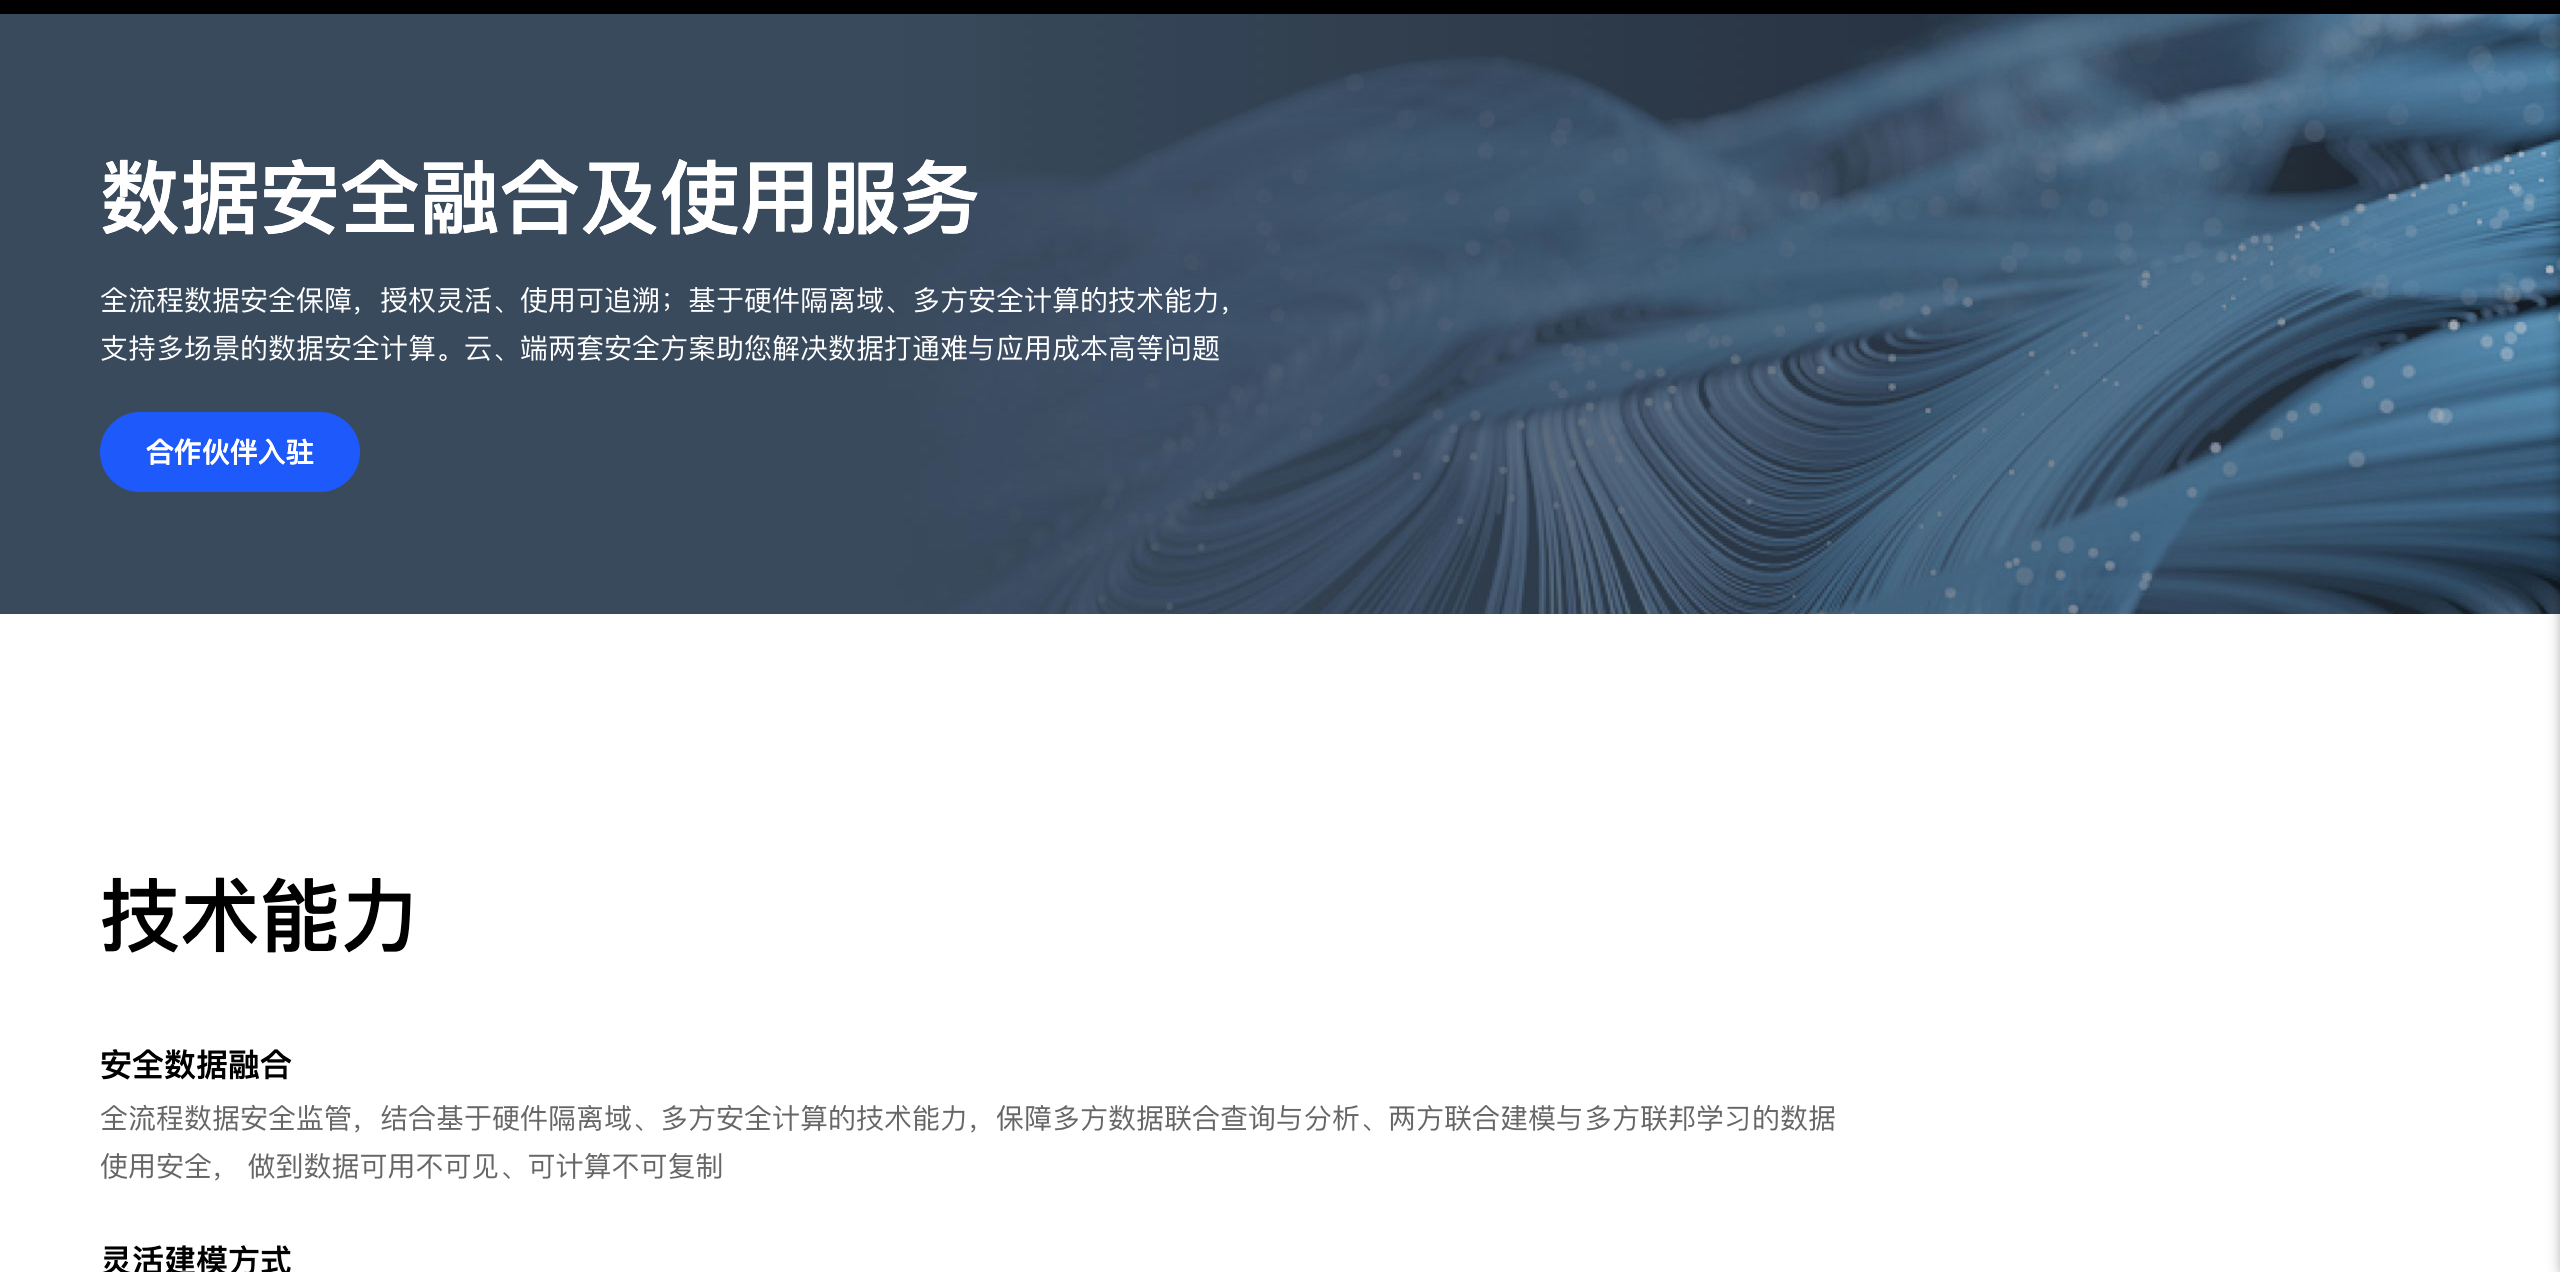 数据安全融合及使用服务
全流程数据安全保障，授权灵活、使用可追溯；基于硬件隔离域、多方安全计算的技术能力，
支持多场景的数据安全计算。云、端两套安全方案助您解决数据打通难与应用成本高等问题
合作伙伴入驻
技术能力
安全数据融合
全流程数据安全监管，结合基于硬件隔离域、多方安全计算的技术能力，保障多方数据联合查询与分析、两方联合建模与多方联邦学习的数据
使用安全， 做到数据可用不可见、可计算不可复制
灵活建模方式